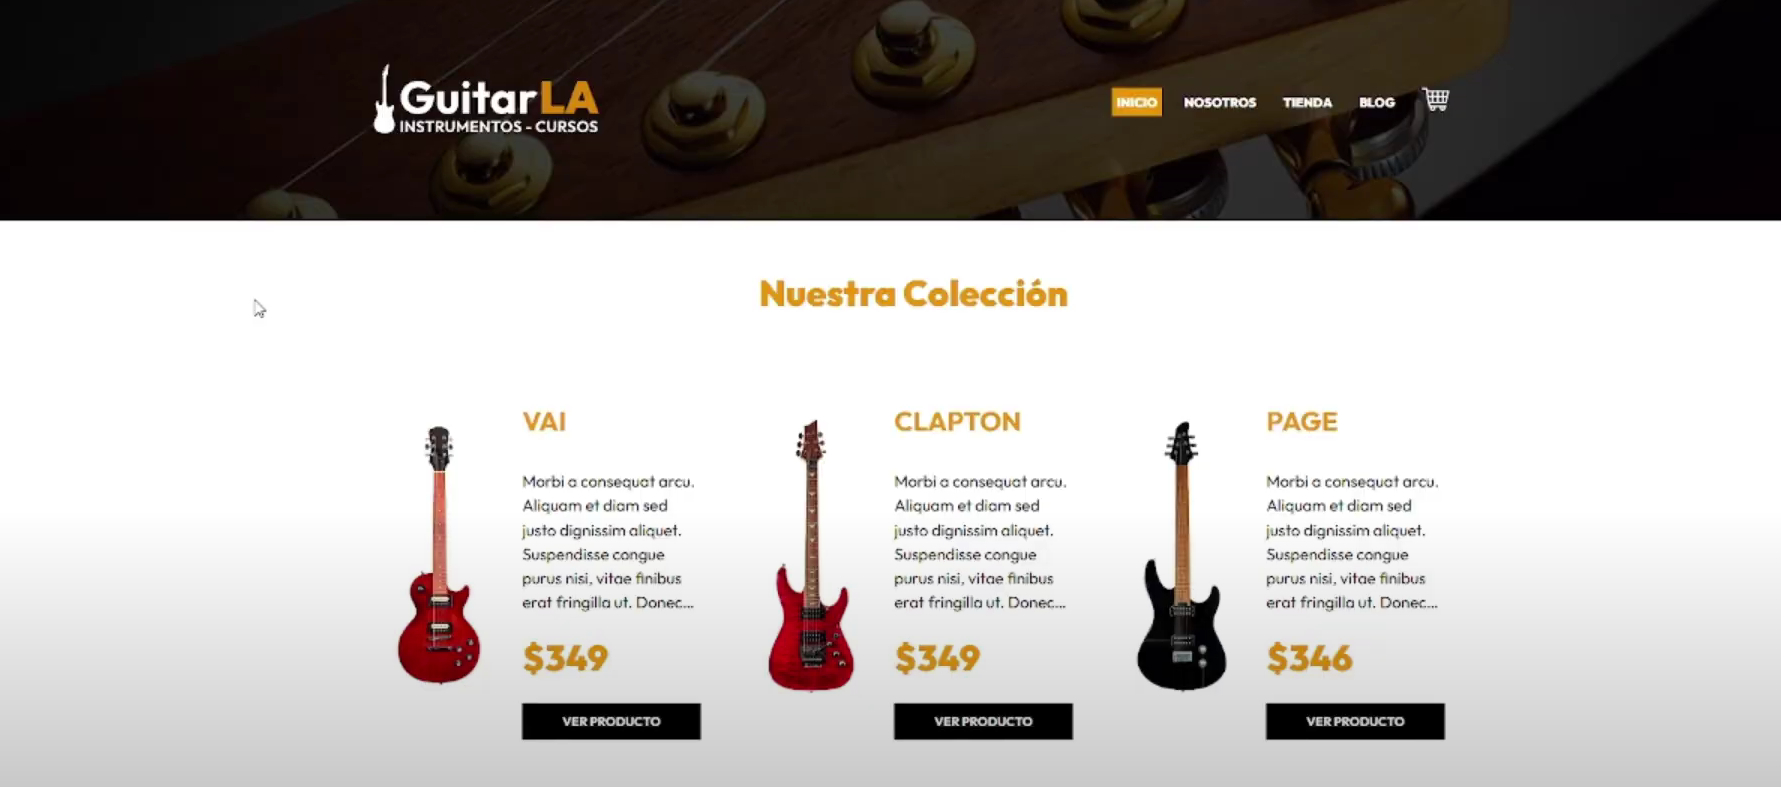 GuitarLA
INSTRUMENTOS - CURSOS
INICIO NOSOTROS TIENDA BLOG
Nuestra Colección
VAI
Morbi a consequat arcu.
Aliquam et diam sed
justo dignissim aliquet.
Suspendisse congue
purus nisi, vitae finibus
erat fringilla ut. Donec...
$349
VER PRODUCTO
CLAPTON
Morbi a consequat arcu.
Aliquam et diam sed
justo dignissim aliquet.
Suspendisse congue
purus nisi, vitae finibus
erat fringilla ut. Donec...
$349
VER PRODUCTO
PAGE
Morbi a consequat arcu.
Aliquam et diam sed
justo dignissim aliquet.
Suspendisse congue
purus nisi, vitae finibus
erat fringilla ut. Donec...
$346
VER PRODUCTO